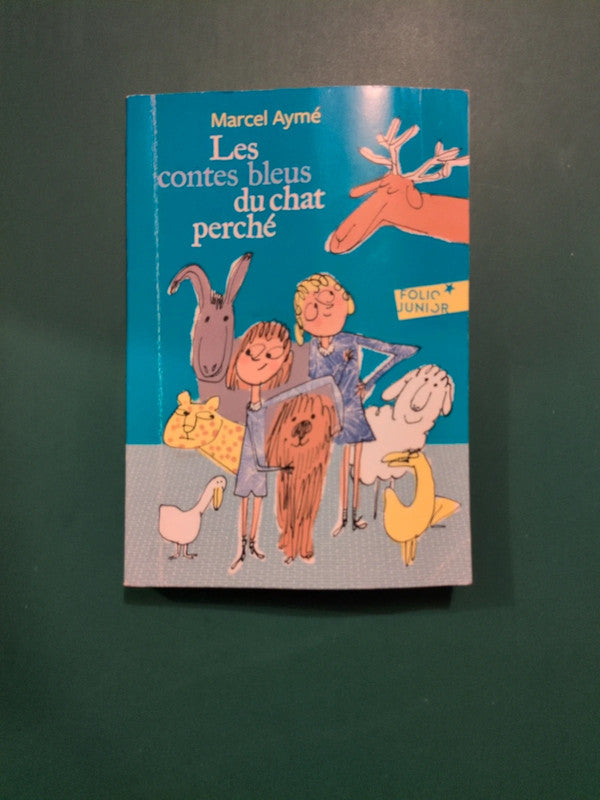 Marcel Aymé
Les
contes bleus
du chat
perché
FOLIO
JUNIOR